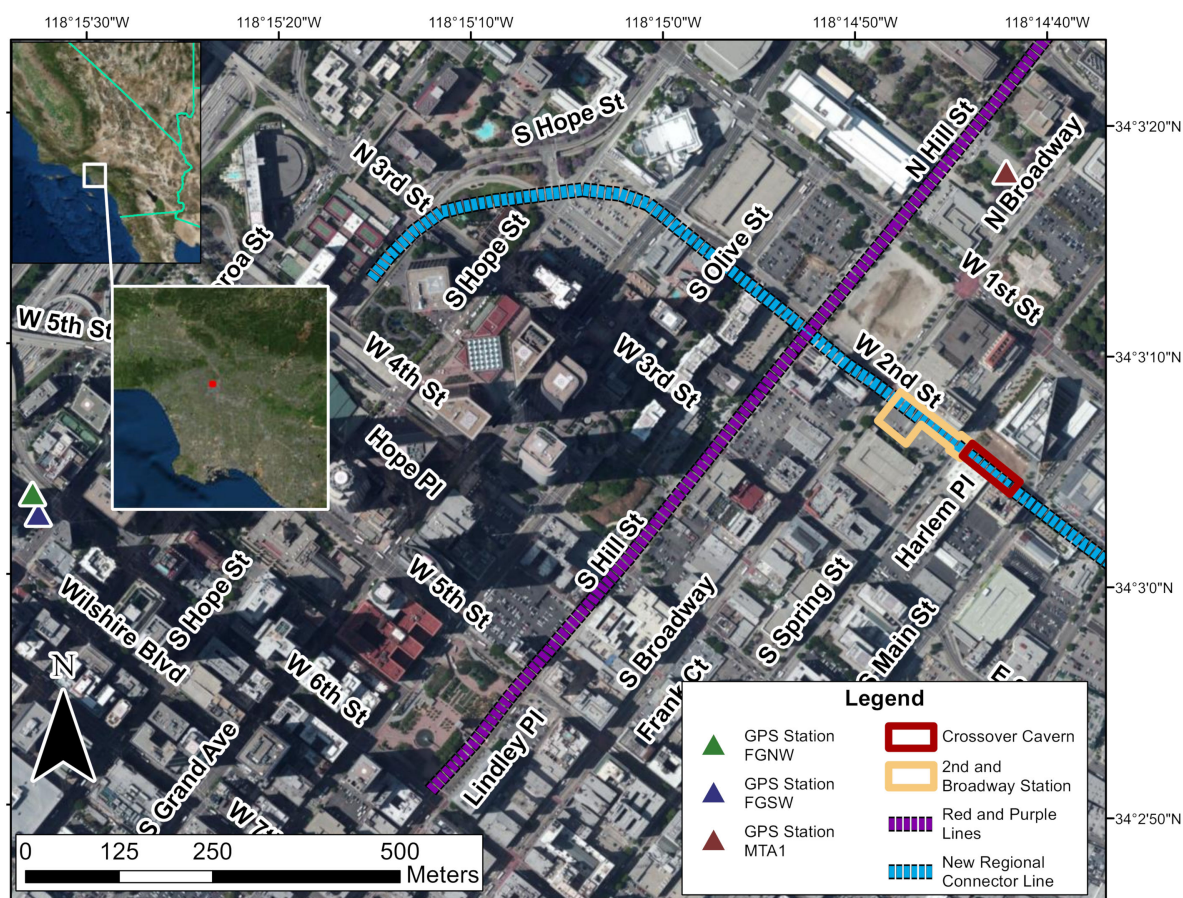 118°15'30"W
118°15'20"W
118°15'10"W
118°15'0"W
118°14'50"W
118°14'40"W
34°3'20"N
34°3'10"N
34°3'0"N
34°2'50"N
S Hope St
N 3rd St
N Hill St
N Broadway
S Hope St
S Olive St
W 1st St
roa St
W 5th St
W 4th St
W 3rd St
W 2nd St
Hope Pl
Harlem Pl
S Hill St
W 5th St
S Hope St
Wilshire Blvd
S Broadway
S Spring St
S Main St
W 6th St
Frank Ct
Lindley Pl
S Grand Ave
W 7t
E
N
0 125 250 500
Meters
Legend
GPS Station
FGNW
GPS Station
FGSW
GPS Station
MTA1
Crossover Cavern
2nd and
Broadway Station
Red and Purple
Lines
New Regional
Connector Line